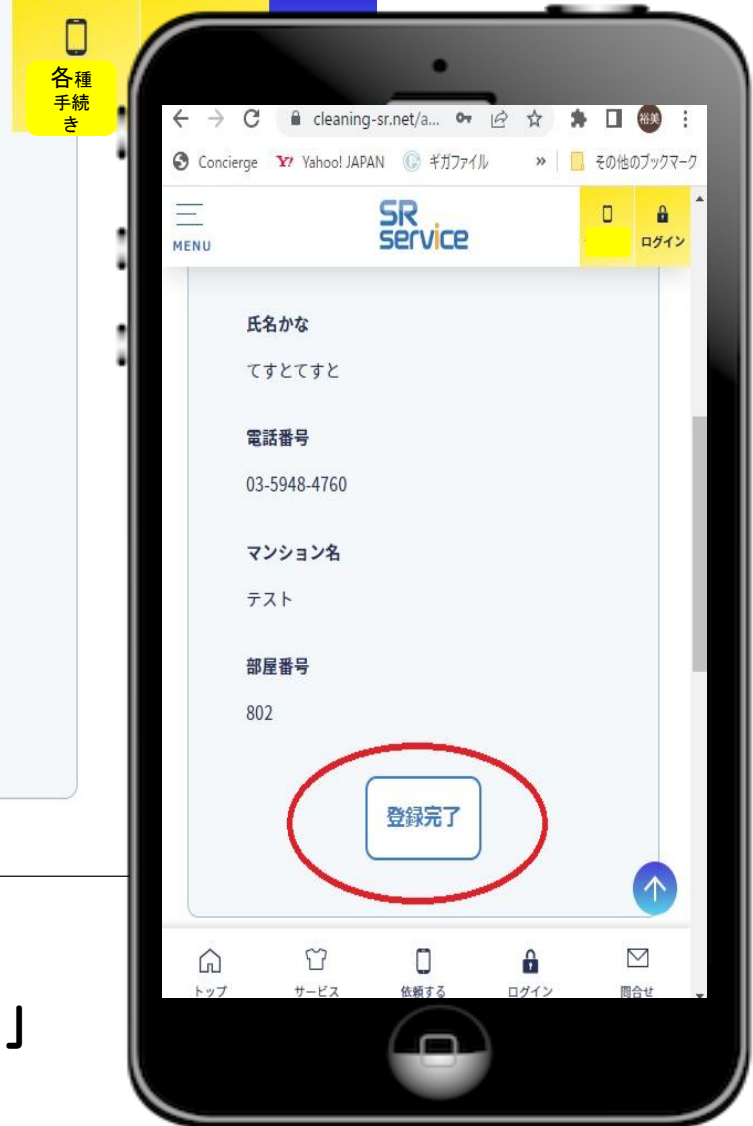 各種
手続
き
cleaning-sr.net/a...
裕美
Concierge Yahoo! JAPAN ギガファイル » その他のブックマーク
MENU
SR
service
ログイン
氏名かな
てすとてすと
電話番号
03-5948-4760
マンション名
テスト
部屋番号
802
登録完了
トップ サービス 依頼する ログイン 問合せ
」